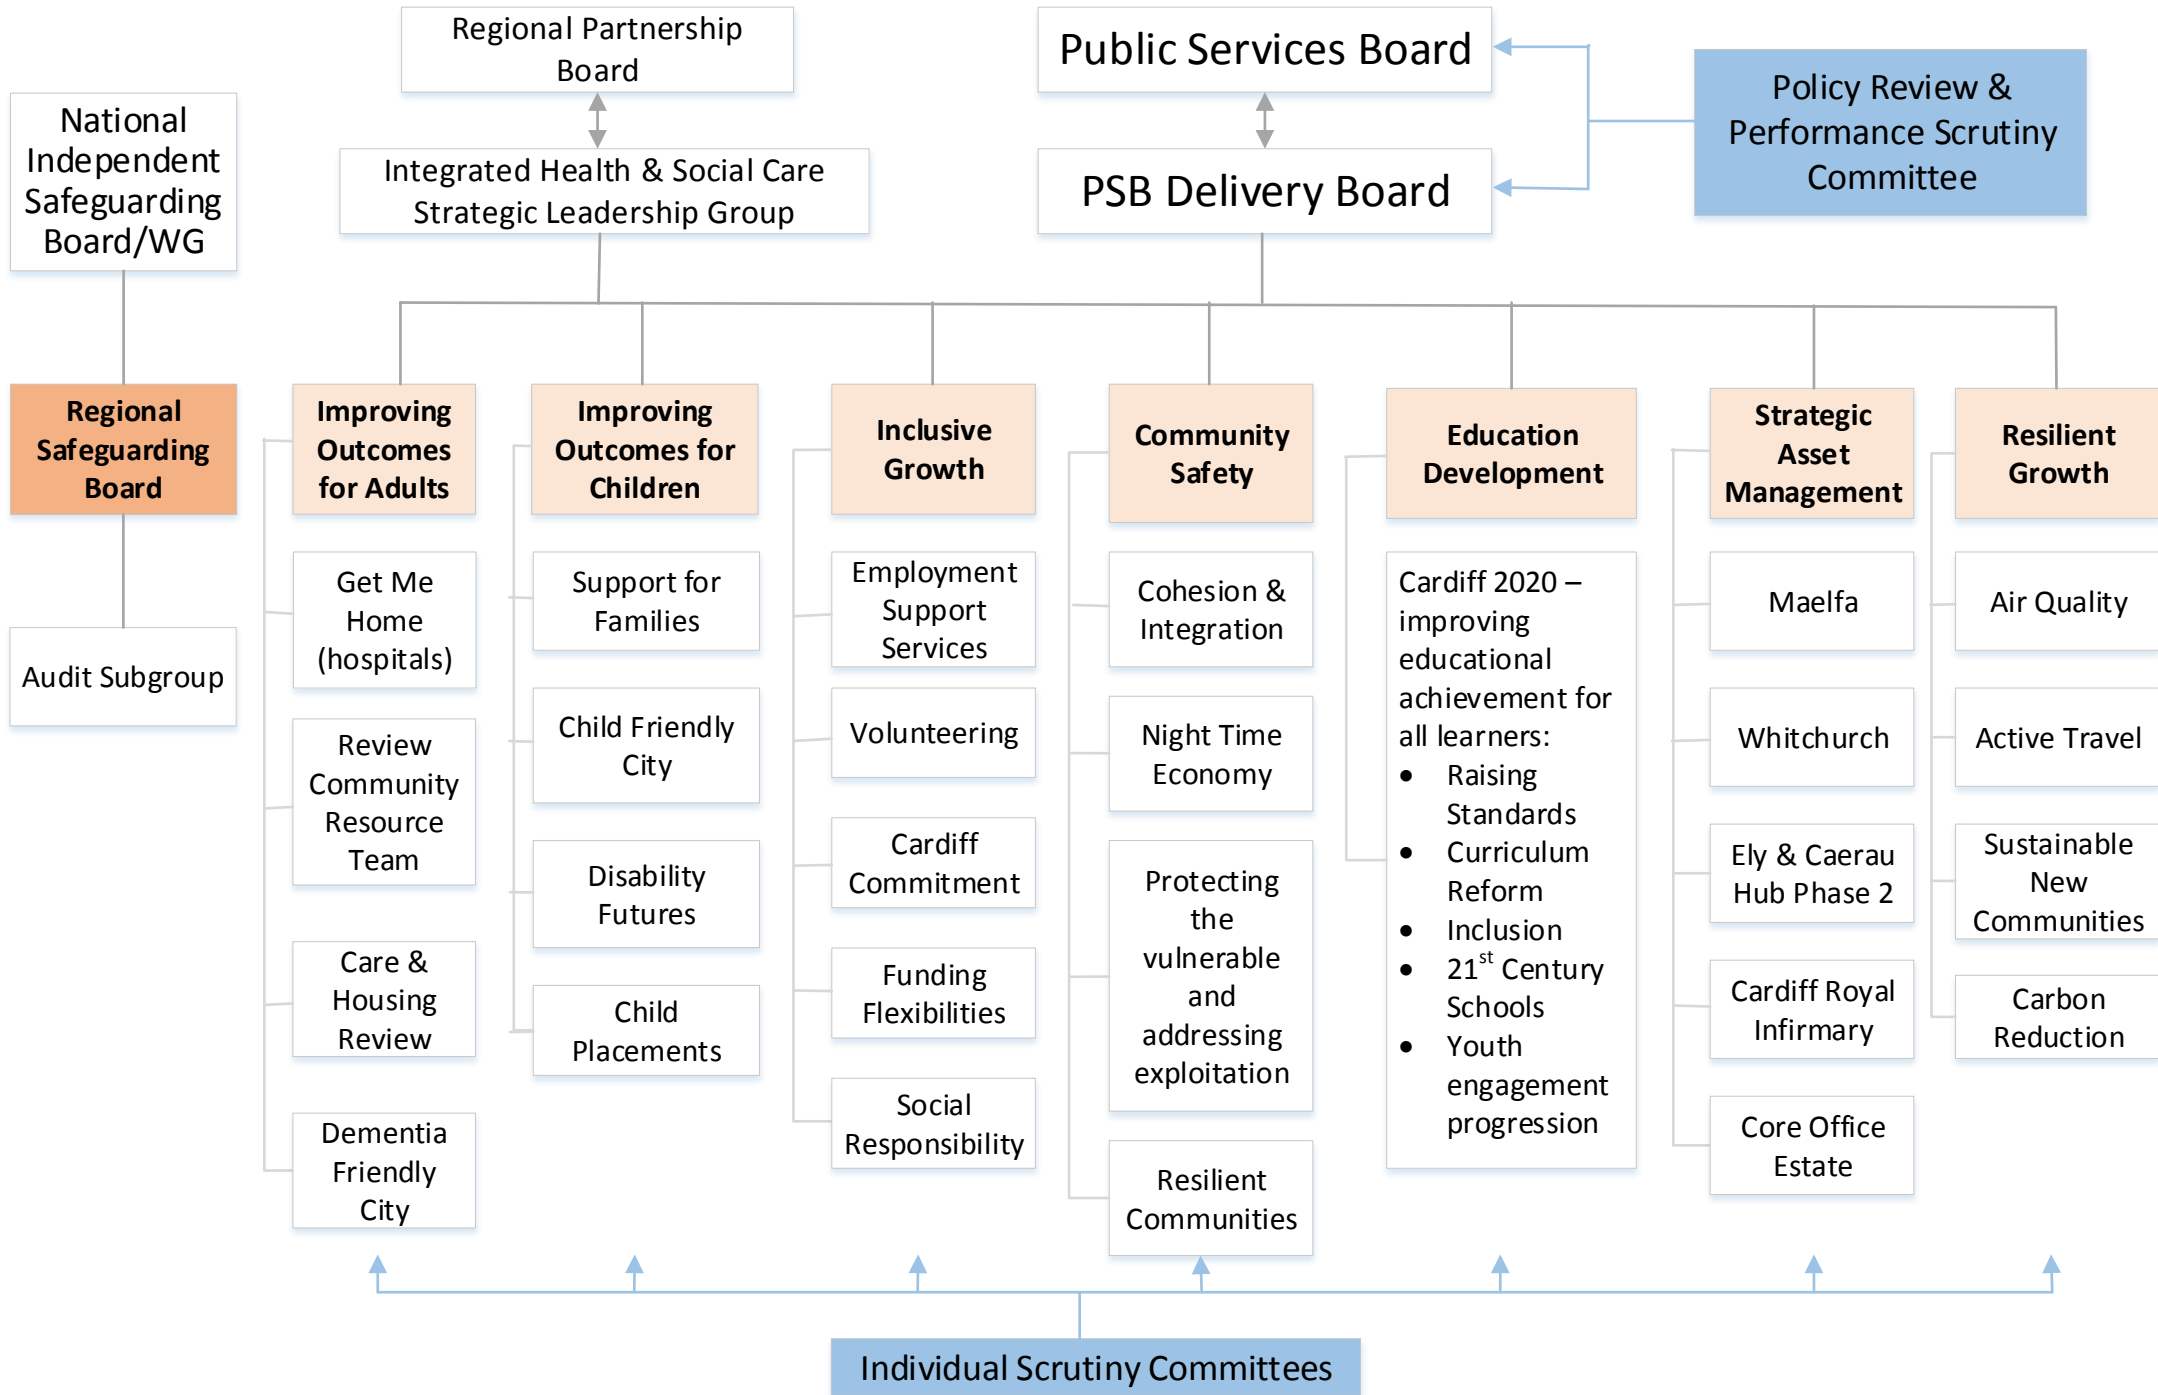 Regional Partnership
Board
Public Services Board
Policy Review &
Performance Scrutiny
Committee
National
Independent
Safeguarding
Board/WG
Integrated Health & Social Care
Strategic Leadership Group
PSB Delivery Board
Regional
Safeguarding
Board
Audit Subgroup
Improving
Outcomes
for Adults
Get Me
Home
(hospitals)
Review
Community
Resource
Team
Care &
Housing
Review
Dementia
Friendly
City
Improving
Outcomes for
Children
Support for
Families
Child Friendly
City
Disability
Futures
Child
Placements
Inclusive
Growth
Employment
Support
Services
Volunteering
Cardiff
Commitment
Funding
Flexibilities
Social
Responsibility
Community
Safety
Cohesion &
Integration
Night Time
Economy
Protecting
the
vulnerable
and
addressing
exploitation
Resilient
Communities
Education
Development
Cardiff 2020 –
improving
educational
achievement for
all learners:
• Raising
Standards
• Curriculum
Reform
• Inclusion
• 21st Century
Schools
• Youth
engagement
progression
Strategic
Asset
Management
Maelfa
Whitchurch
Ely & Caerau
Hub Phase 2
Cardiff Royal
Infirmary
Core Office
Estate
Resilient
Growth
Air Quality
Active Travel
Sustainable
New
Communities
Carbon
Reduction
Individual Scrutiny Committees